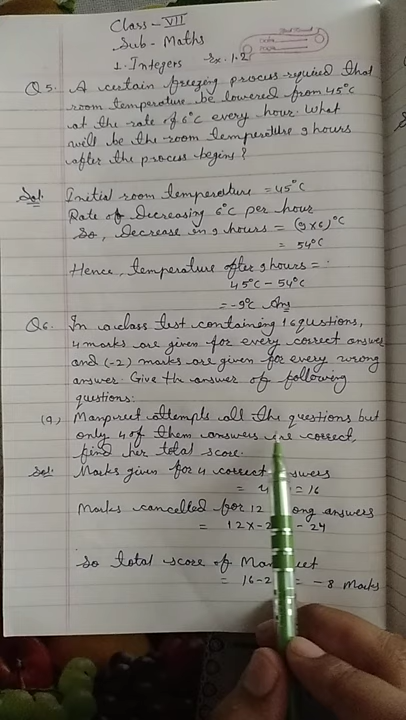 Class - VII
Sub - Maths
1. Integers Ex. 1.2
Q5. A certain freezing process required that
room temperature be lowered from 45°C
at the rate of 6°C every hour. What
will be the room temperature 9 hours
after the process begins?
Sol. Initial room temperature = 45°C
Rate of Decreasing 6°C per hour
So, Decrease in 9 hours = (9×6)°C
= 54°C
Hence, temperature after 9 hours =
45°C - 54°C
= -9°C Ans
Q6. In a class test containing 16 qustions,
4 marks are given for every correct answer
and (-2) marks are given for every wrong
answer. Give the answer of following
questions:
(a) Manpreet attempts all the questions but
only 4 of them answers are correct,
find her total score.
Sol. Marks given for 4 correct
= 16
Marks cancelled for 12 answers
= 12×-2 - 24
So total score of
= 16-2 = -8 Marks